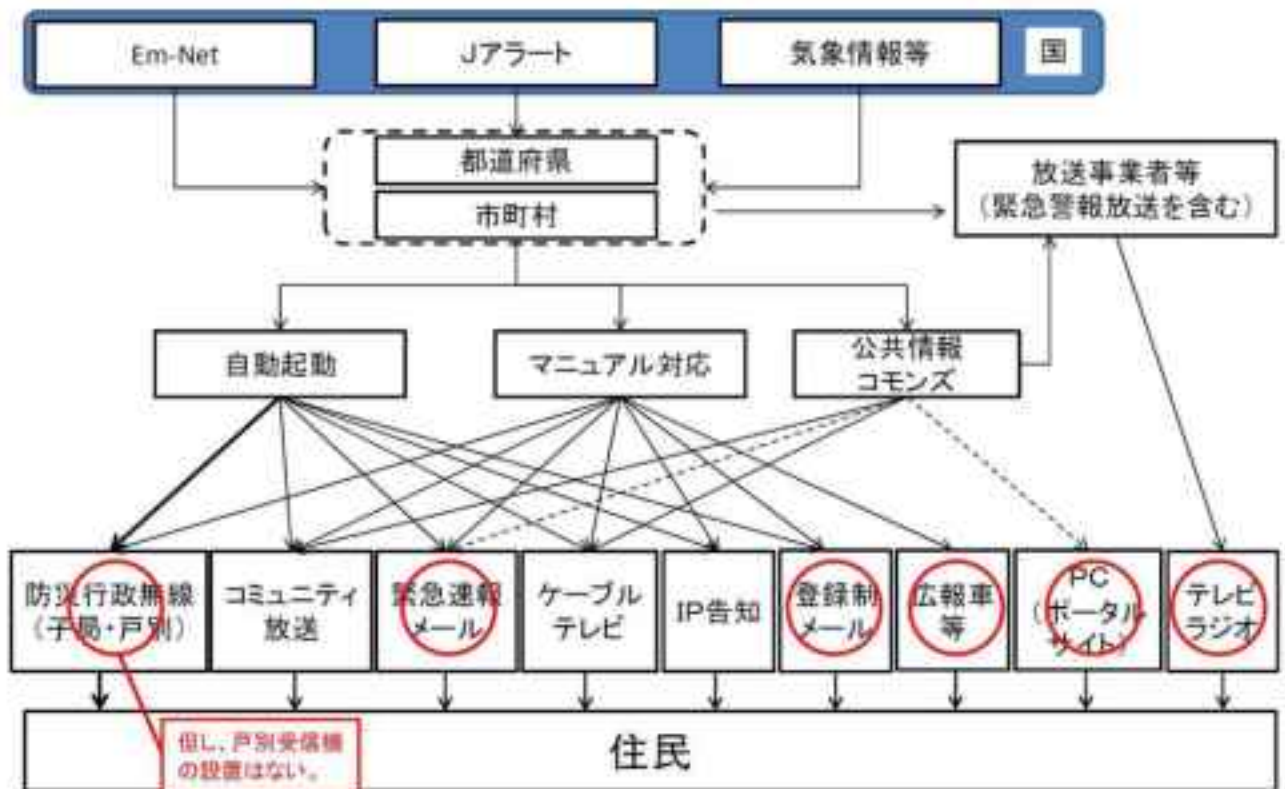 Em-Net
Jアラート
気象情報等
国
都道府県
市町村
放送事業者等
(緊急警報放送を含む)
自動起動
マニュアル対応
公共情報
コモンズ
防災行政無線
(子局・戸別)
コミュニティ
放送
緊急速報
メール
ケーブル
テレビ
IP告知
登録制
メール
広報車
等
PC
(ポータル
サイト)
テレビ
ラジオ
但し、戸別受信機
の設置はない。
住民